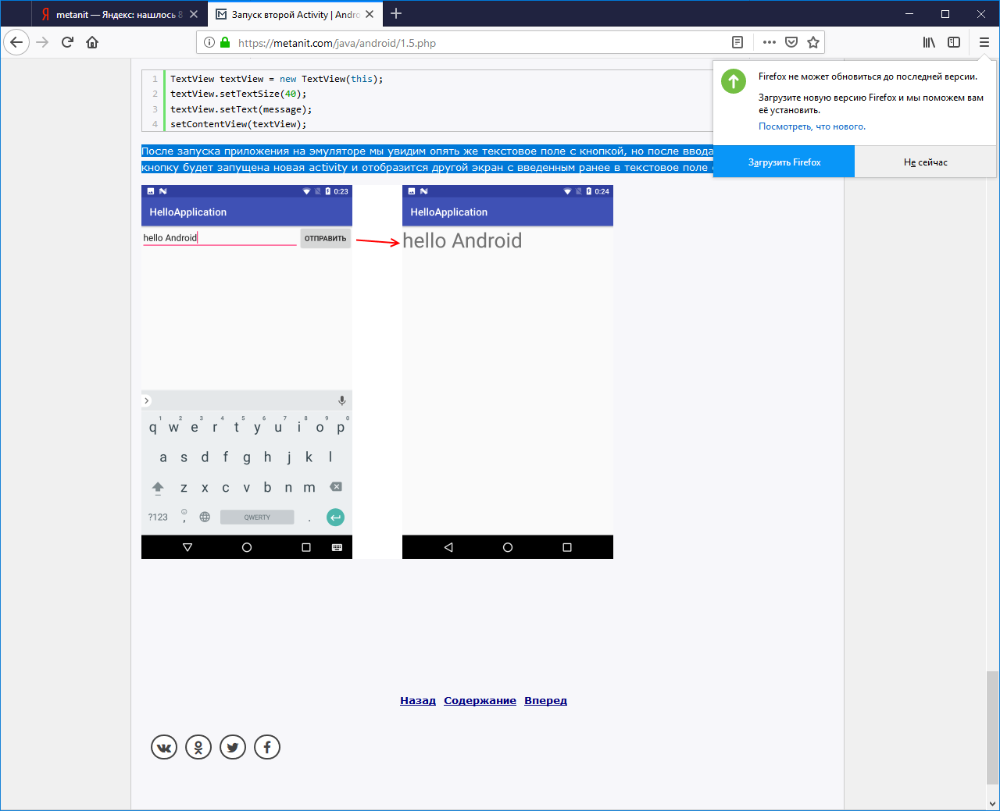 metanit — Яндекс: нашлось 8
Запуск второй Activity | Andro
https://metanit.com/java/android/1.5.php
Firefox не может обновиться до последней версии.
Загрузите новую версию Firefox и мы поможем вам
её установить.
Посмотреть, что нового.
Загрузить Firefox
Не сейчас
1 TextView textView = new TextView(this);
2 textView.setTextSize(40);
3 textView.setText(message);
4 setContentView(textView);
После запуска приложения на эмуляторе мы увидим опять же текстовое поле с кнопкой, но после ввода
кнопку будет запущена новая activity и отобразится другой экран с введенным ранее в текстовое поле
0:23
HelloApplication
hello Android
ОТПРАВИТЬ
1 2 3 4 5 6 7 8 9 0
q w e r t y u i o p
a s d f g h j k l
z x c v b n m
?123 , QWERTY .
0:24
HelloApplication
hello Android
Назад Содержание Вперед